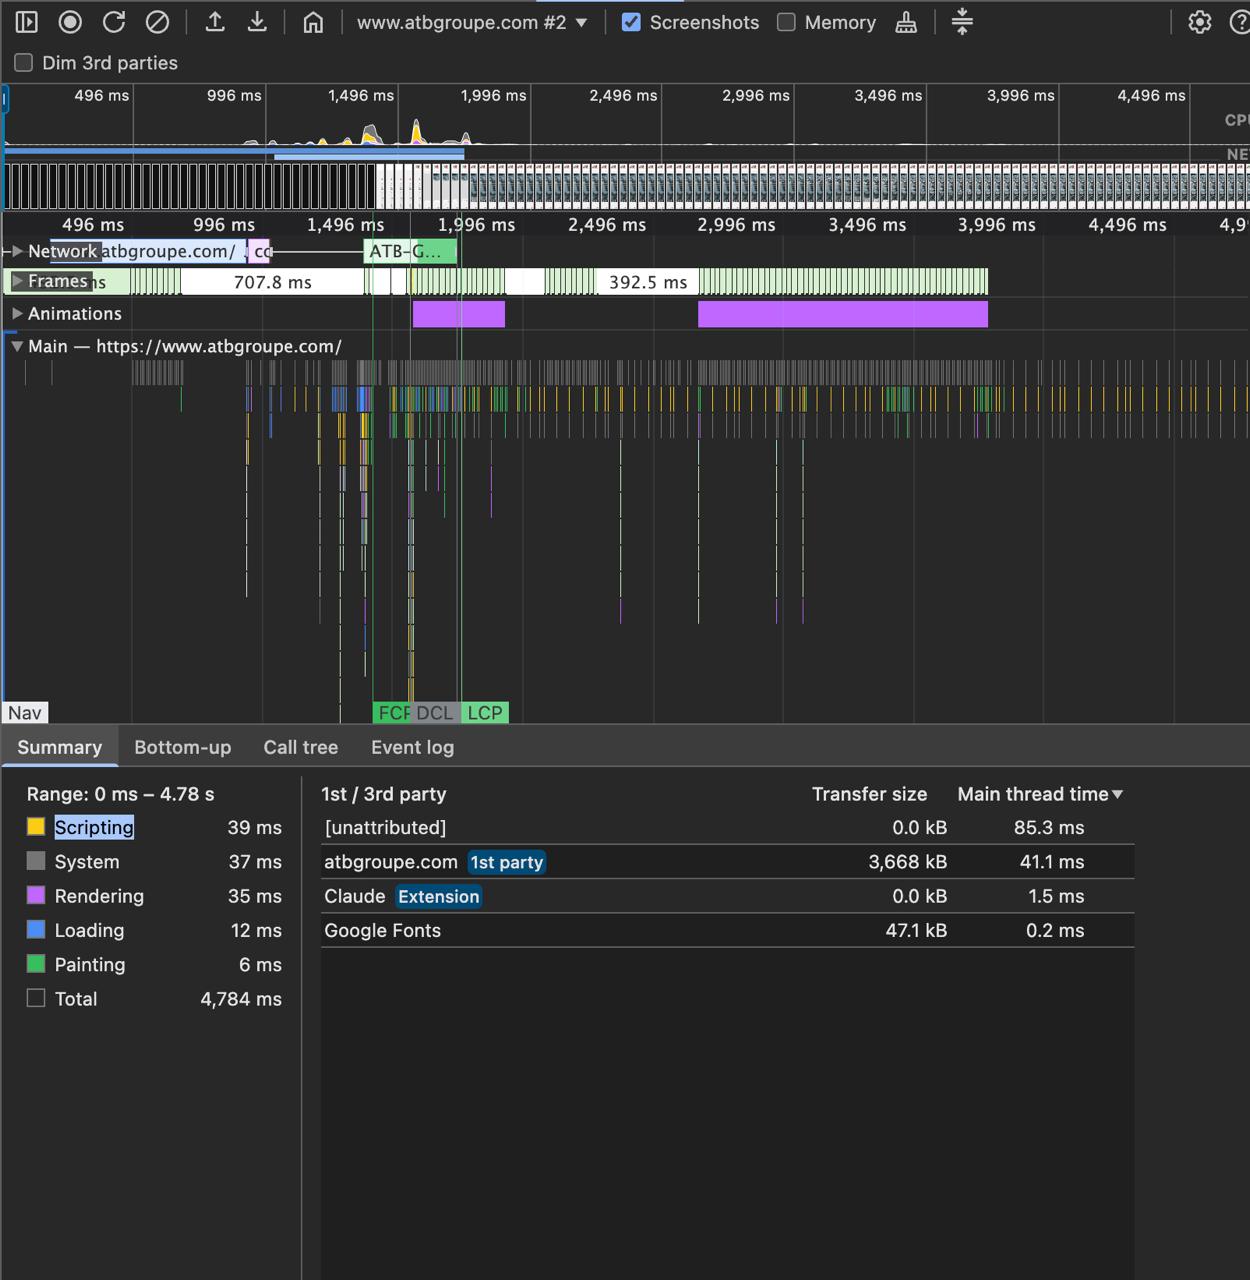 www.atbgroupe.com #2 Screenshots Memory
Dim 3rd parties
496 ms 996 ms 1,496 ms 1,996 ms 2,496 ms 2,996 ms 3,496 ms 3,996 ms 4,496 ms
CPU
NE
496 ms 996 ms 1,496 ms 1,996 ms 2,496 ms 2,996 ms 3,496 ms 3,996 ms 4,496 ms 4,9
Network atbgroupe.com/ ATB-G...
Frames ns 707.8 ms 392.5 ms
Animations
Main — https://www.atbgroupe.com/
Nav FCP DCL LCP
Summary Bottom-up Call tree Event log
Range: 0 ms – 4.78 s
Scripting 39 ms
System 37 ms
Rendering 35 ms
Loading 12 ms
Painting 6 ms
Total 4,784 ms
1st / 3rd party Transfer size Main thread time
[unattributed] 0.0 kB 85.3 ms
atbgroupe.com 1st party 3,668 kB 41.1 ms
Claude Extension 0.0 kB 1.5 ms
Google Fonts 47.1 kB 0.2 ms